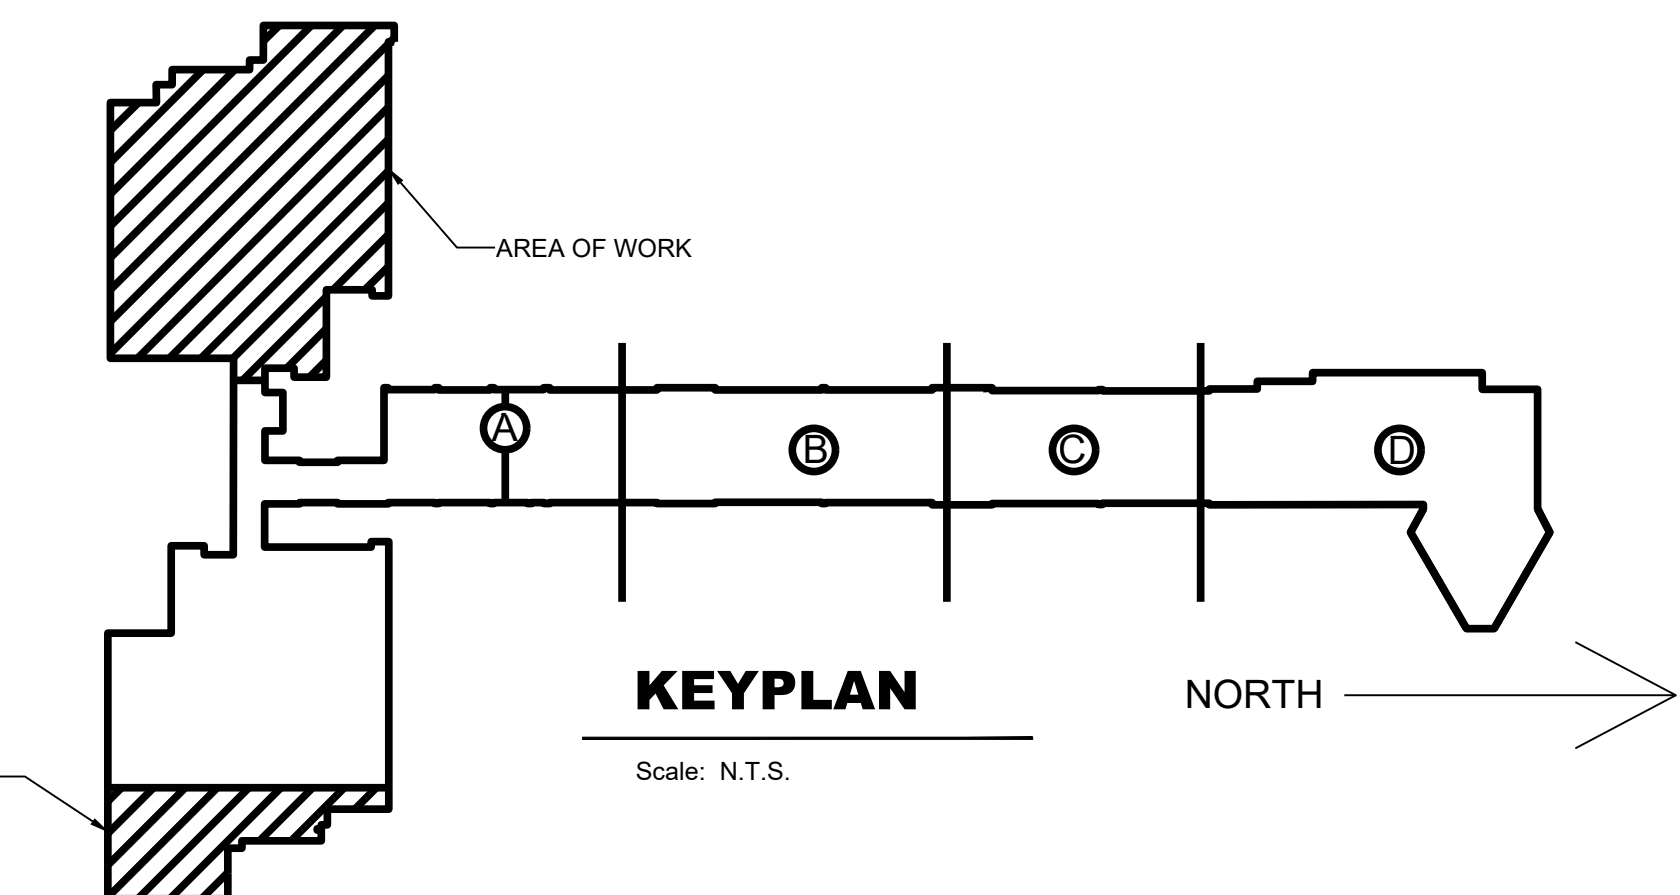 AREA OF WORK
A
B
C
D
KEYPLAN
NORTH
Scale: N.T.S.